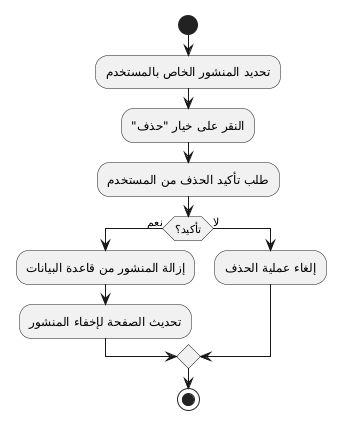 تحديد المنشور الخاص بالمستخدم
النقر على خيار "حذف"
طلب تأكيد الحذف من المستخدم
تأكيد؟
نعم
لا
إزالة المنشور من قاعدة البيانات
إلغاء عملية الحذف
تحديث الصفحة لإخفاء المنشور